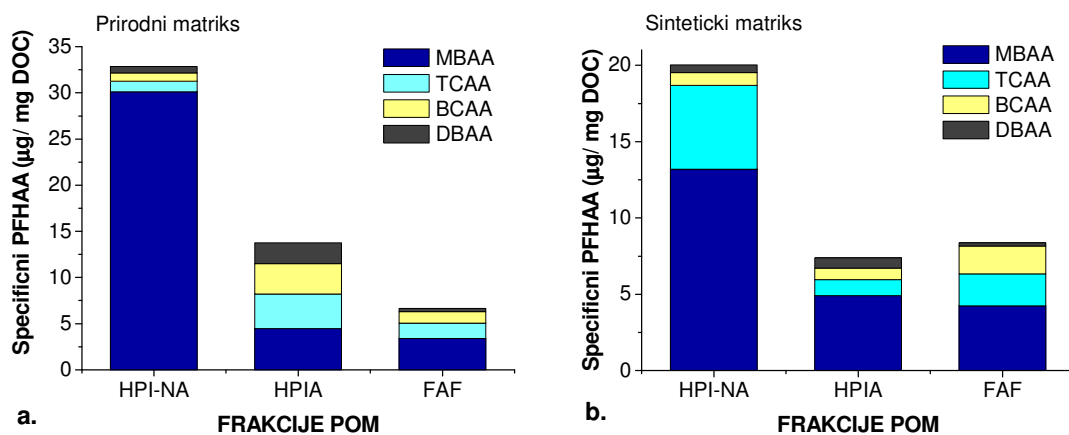 Prirodni matriks
35
30
25
20
15
10
5
0
Specificni PFHAA (µg/ mg DOC)
MBAA
TCAA
BCAA
DBAA
HPI-NA HPIA FAF
a.
FRAKCIJE POM
Sinteticki matriks
20
15
10
5
0
Specificni PFHAA (µg/ mg DOC)
MBAA
TCAA
BCAA
DBAA
HPI-NA HPIA FAF
b.
FRAKCIJE POM